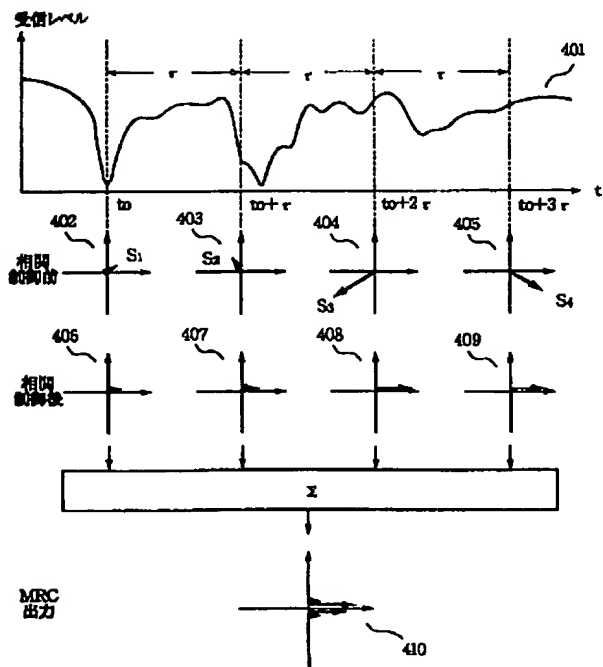 受信レベル
τ τ τ 401
t
to to+τ to+2τ to+3τ
402 403 404 405
相関
制御前
S1 S2 S3 S4
406 407 408 409
相関
制御後
Σ
MRC
出力
410